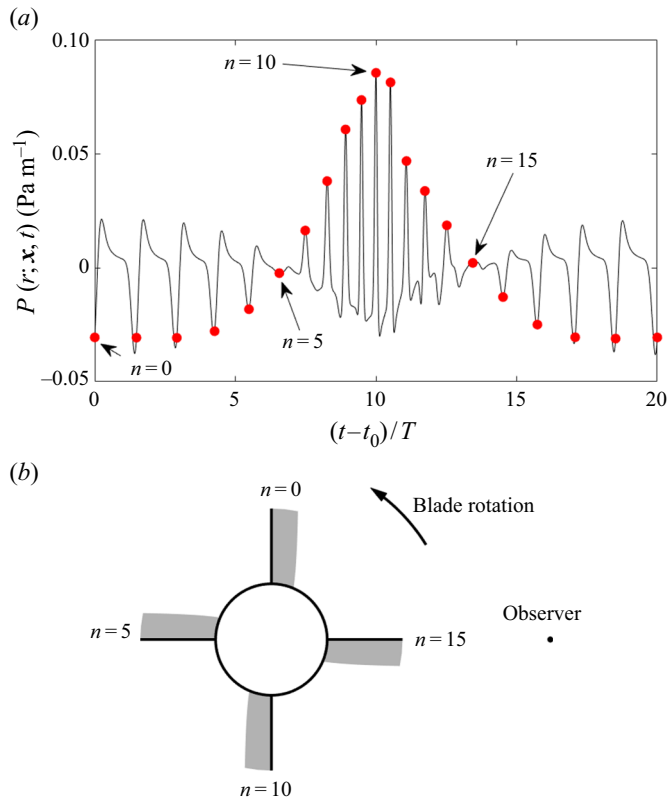 (a)
0.10
n = 10
n = 15
0.05
P (r; x, t) (Pa m⁻¹)
0
n = 5
n = 0
–0.05
0 5 10 15 20
(t–t₀)/T
(b)
n = 0
Blade rotation
Observer
n = 5
n = 15
n = 10